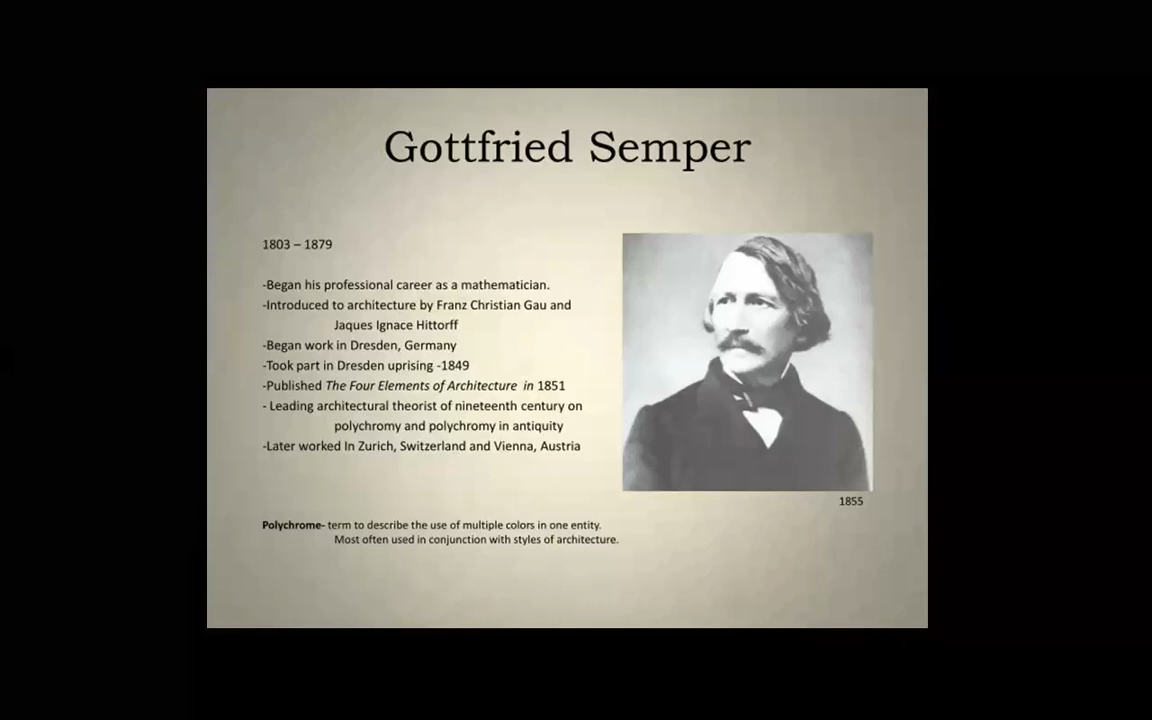 Gottfried Semper
1803 – 1879
-Began his professional career as a mathematician.
-Introduced to architecture by Franz Christian Gau and
Jaques Ignace Hittorff
-Began work in Dresden, Germany
-Took part in Dresden uprising -1849
-Published The Four Elements of Architecture in 1851
- Leading architectural theorist of nineteenth century on
polychromy and polychromy in antiquity
-Later worked In Zurich, Switzerland and Vienna, Austria
1855
Polychrome- term to describe the use of multiple colors in one entity.
Most often used in conjunction with styles of architecture.